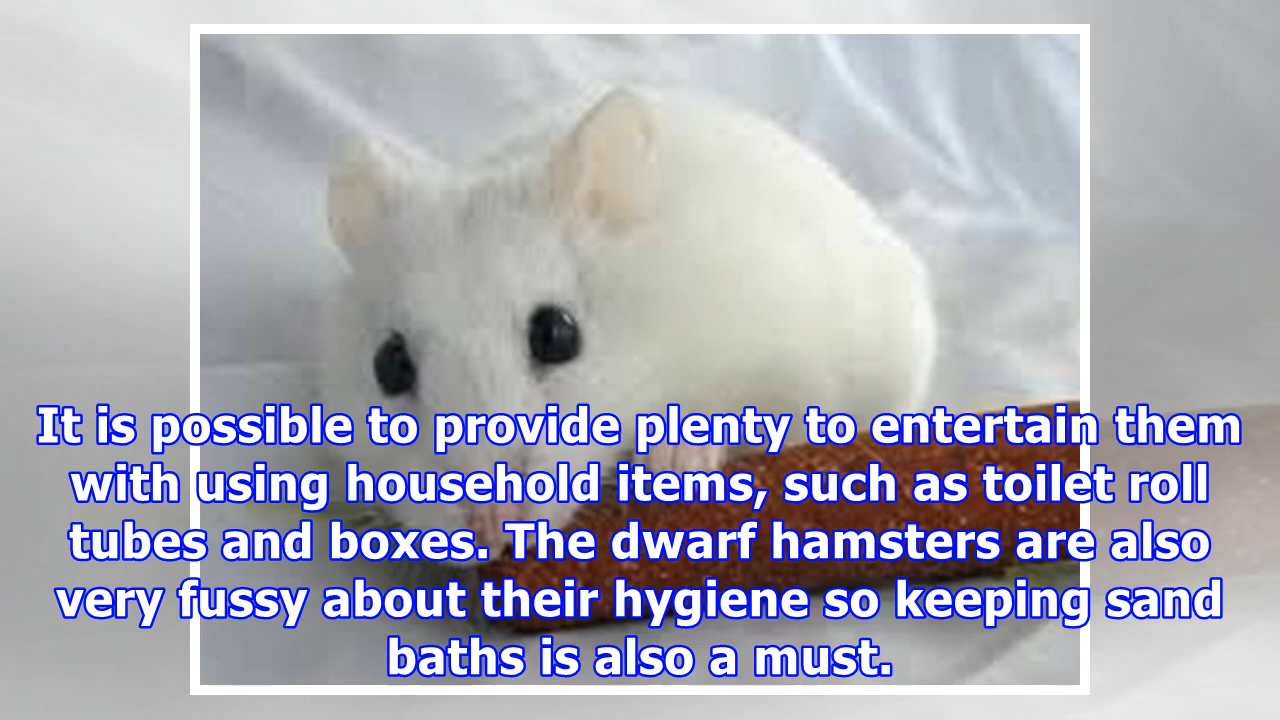 It is possible to provide plenty to entertain them
with using household items, such as toilet roll
tubes and boxes. The dwarf hamsters are also
very fussy about their hygiene so keeping sand
baths is also a must.